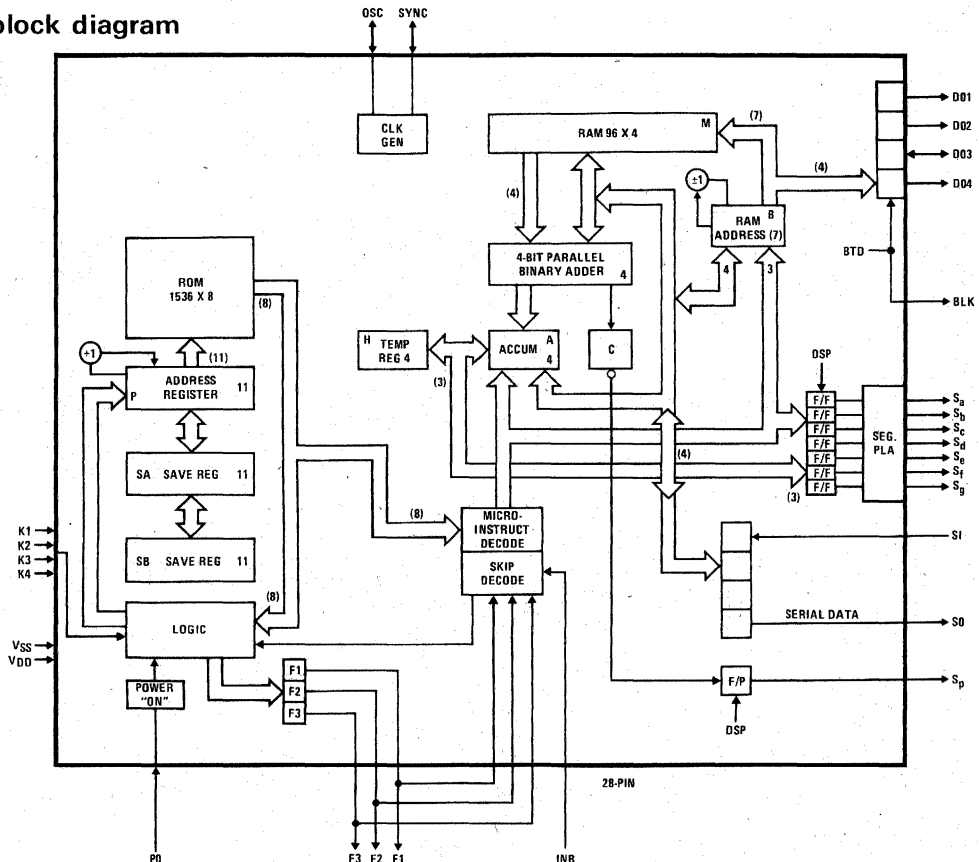 block diagram
OSC SYNC
CLK
GEN
RAM 96 X 4 M
(7)
D01
D02
D03
D04
(4)
(4)
±1
RAM B
ADDRESS (7)
4 3
BTD
BLK
4-BIT PARALLEL
BINARY ADDER 4
ROM
1536 X 8
(8)
(11)
+1
ADDRESS
REGISTER 11
P
H TEMP
REG 4
(3)
ACCUM A
4
C
DSP
F/F
F/F
F/F
F/F
F/F
F/F
F/F
(3)
SEG.
PLA
Sa
Sb
Sc
Sd
Se
Sf
Sg
SA SAVE REG 11
(4)
(8)
MICRO-
INSTRUCT
DECODE
SKIP
DECODE
SB SAVE REG 11
K1
K2
K3
K4
SI
SERIAL DATA
SO
(8)
LOGIC
VSS
VDD
POWER
"ON"
F1
F2
F3
F/P
Sp
DSP
28-PIN
PO
F3 F2 F1
INB